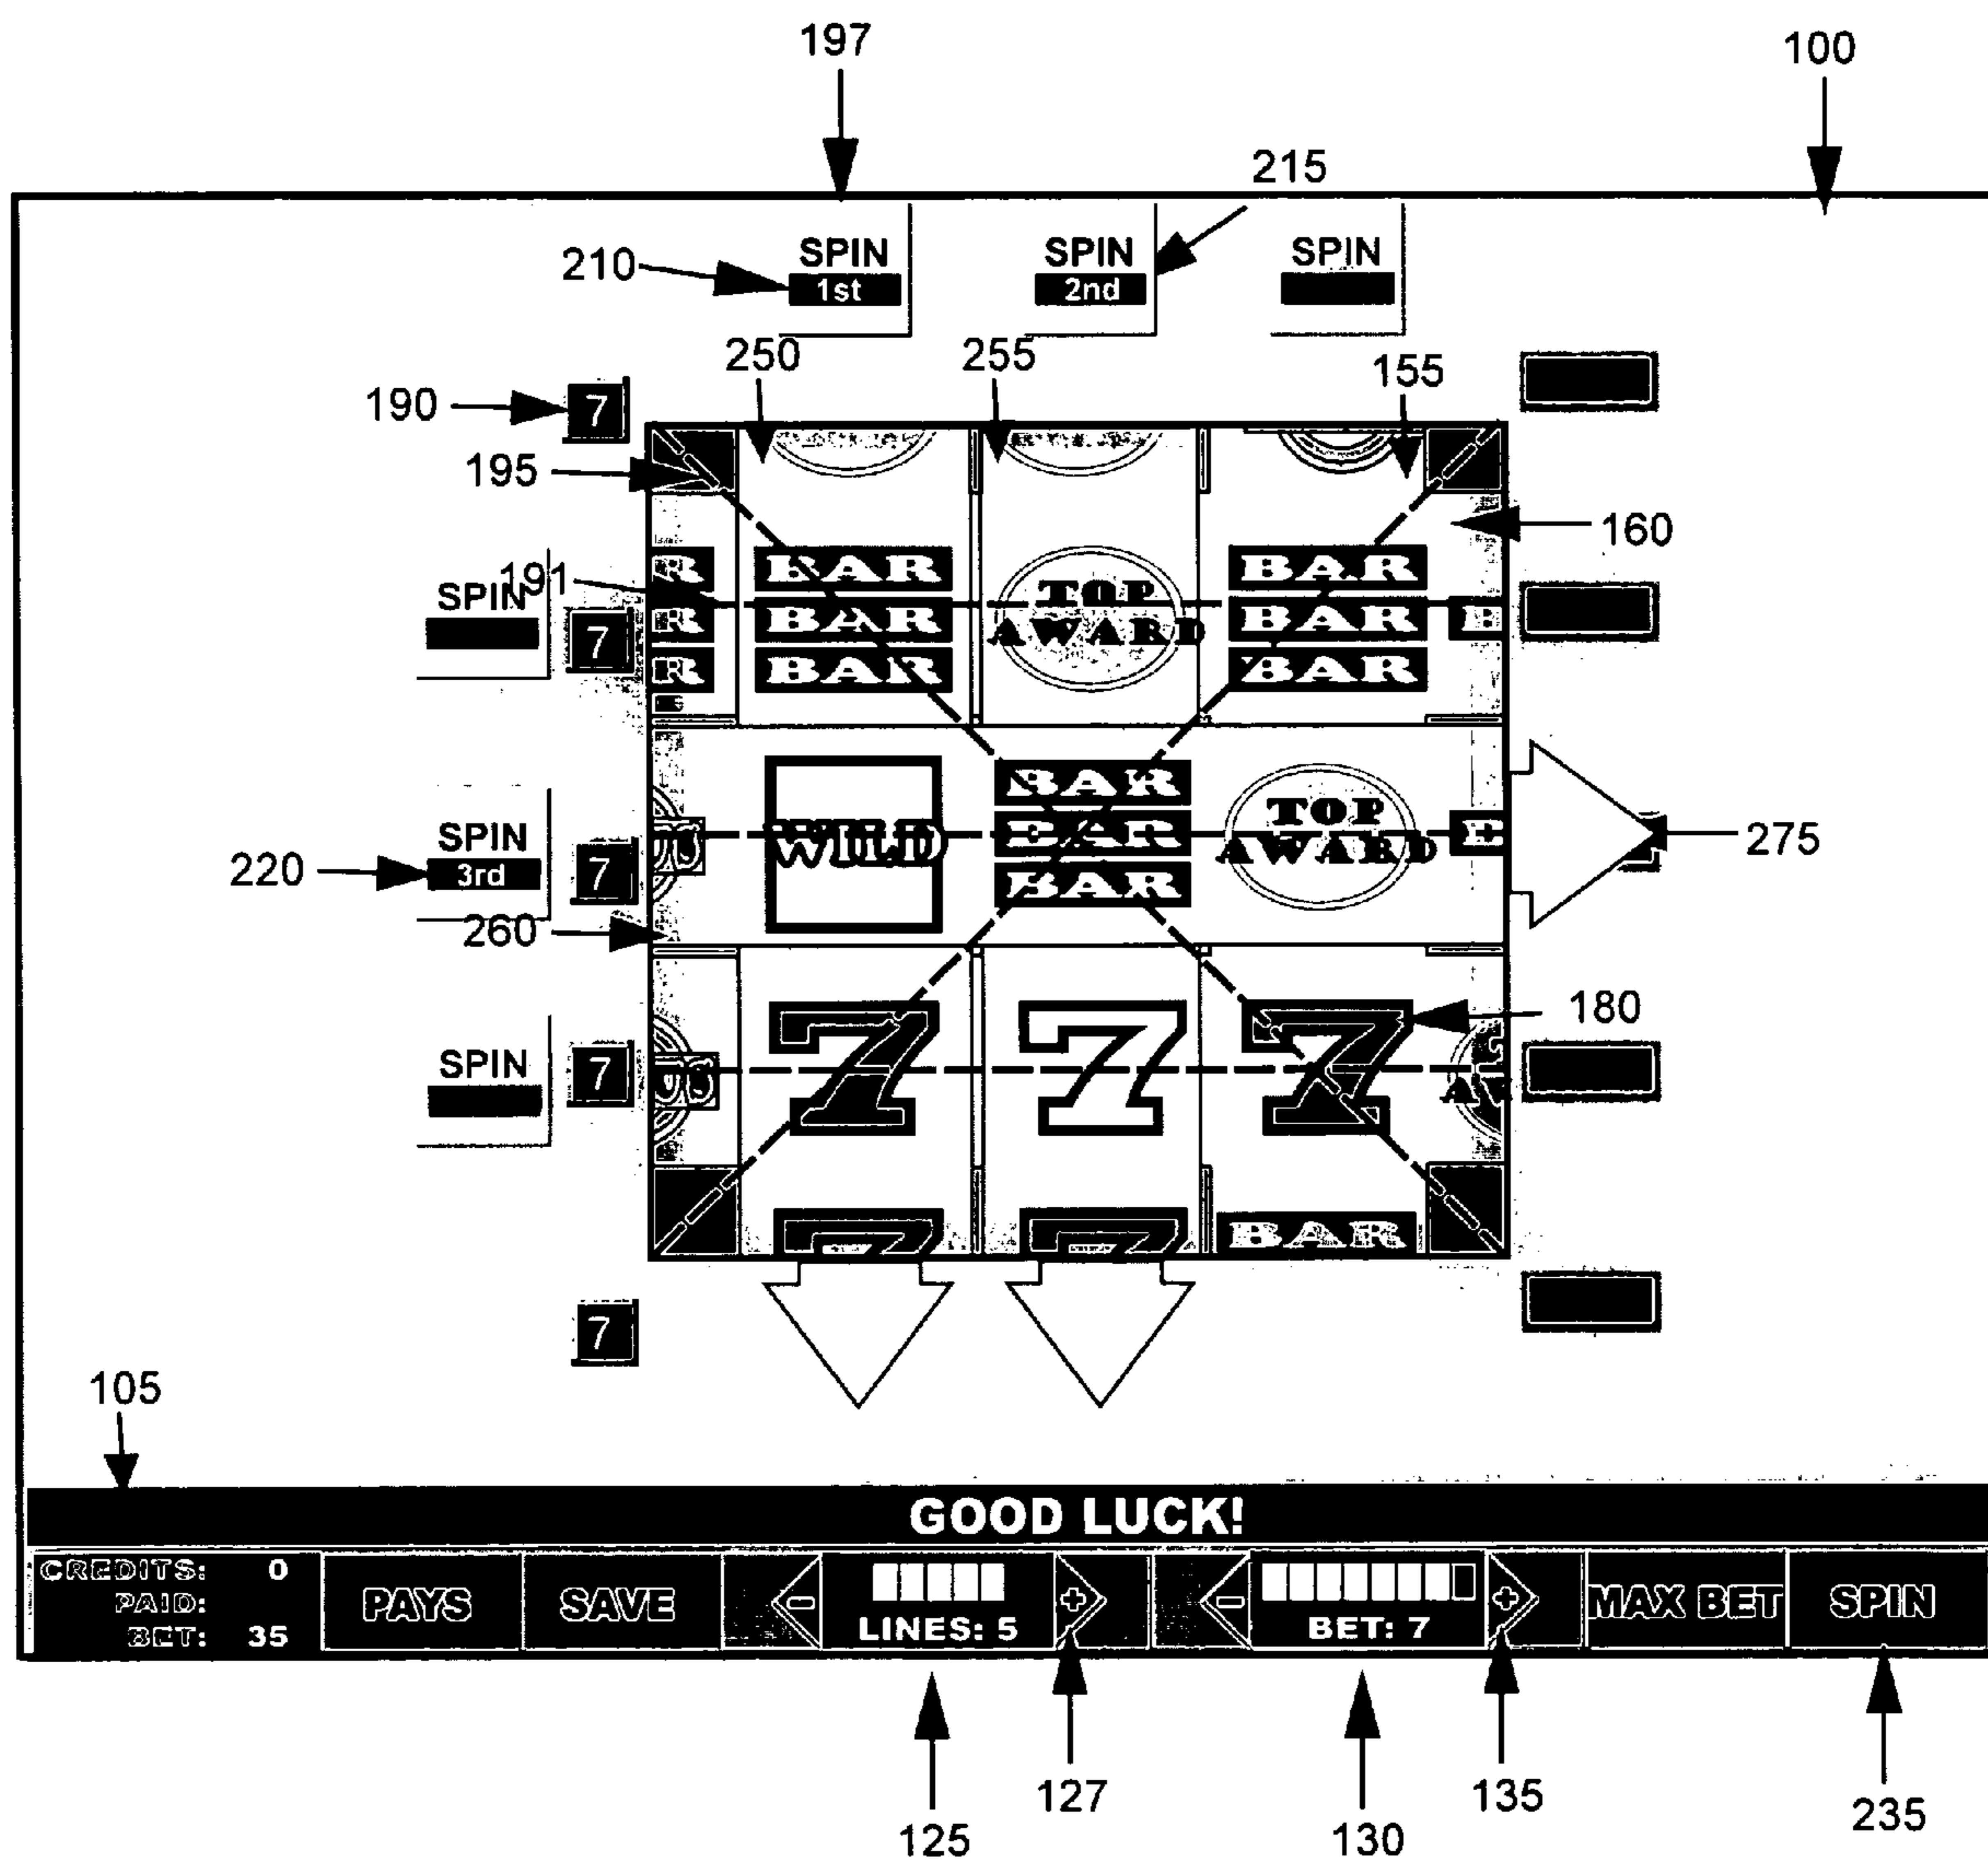 197
100
215
SPIN SPIN SPIN
210
1st 2nd
250 255 155
190
7
195
160
R BAR TOP BAR
191
SPIN
R BAR AWARD BAR B
7
R BAR BAR
BAR
SPIN WILD BAR TOP AWARD
275
220
3rd
7
BAR
260
7 7 7
180
SPIN
7
BAR
7
105
GOOD LUCK!
CREDITS: 0
PAID:
BET: 35
PAYS
SAVE
-
LINES: 5
+
-
BET: 7
+
MAX BET
SPIN
127
135
125
130
235